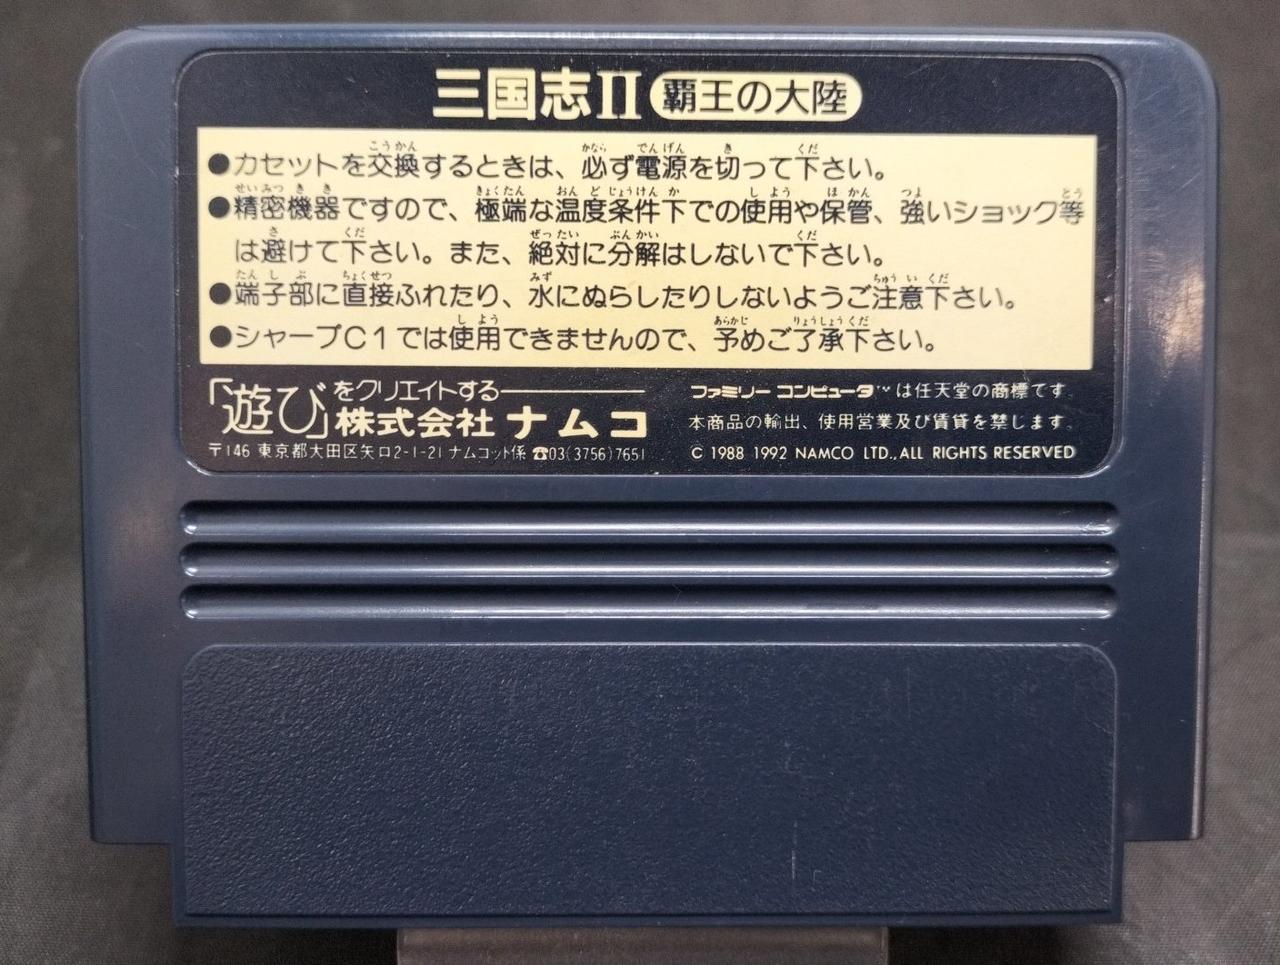 三国志II 覇王の大陸
●カセットを交換するときは、必ず電源を切って下さい。
●精密機器ですので、極端な温度条件下での使用や保管、強いショック等
は避けて下さい。また、絶対に分解はしないで下さい。
●端子部に直接ふれたり、水にぬらしたりしないようご注意下さい。
●シャープC1では使用できませんので、予めご了承下さい。
「遊び」をクリエイトする
株式会社 ナムコ
〒146 東京都大田区矢口2-1-21 ナムコット係 ☎03(3756)7651
ファミリー コンピュータ™は任天堂の商標です。
本商品の輸出、使用営業及び賃貸を禁じます。
© 1988 1992 NAMCO LTD., ALL RIGHTS RESERVED